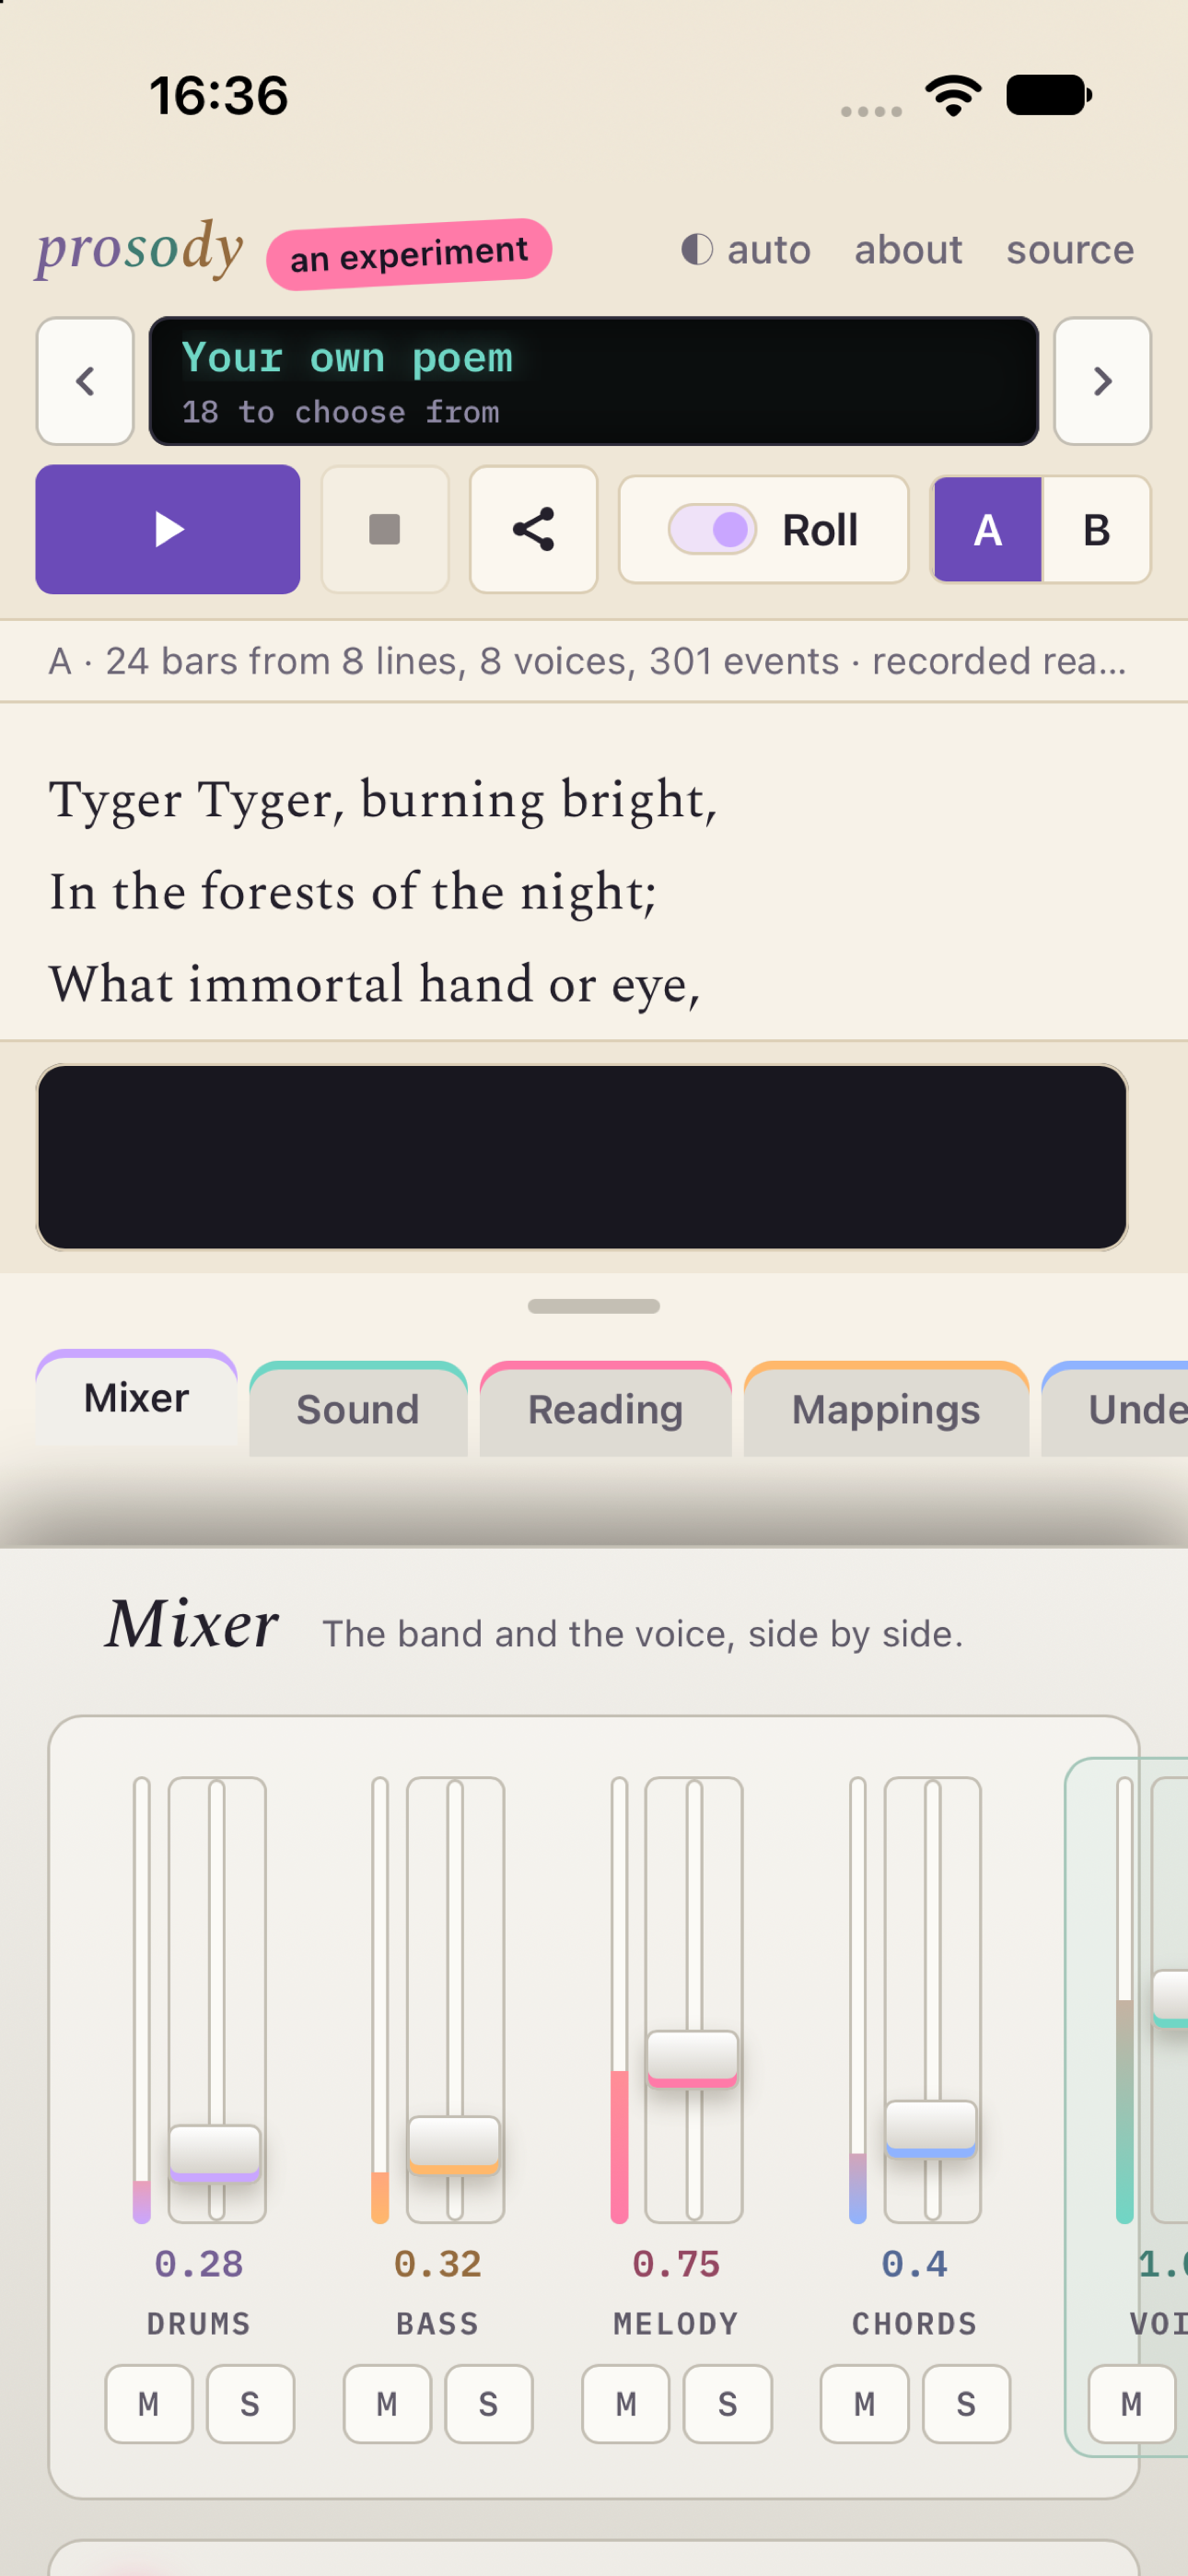 16:36
prosody an experiment auto about source
Your own poem
18 to choose from
Roll A B
A · 24 bars from 8 lines, 8 voices, 301 events · recorded rea...
Tyger Tyger, burning bright,
In the forests of the night;
What immortal hand or eye,
Mixer Sound Reading Mappings Unde
Mixer The band and the voice, side by side.
0.28 0.32 0.75 0.4 1.
DRUMS BASS MELODY CHORDS VOI
M S M S M S M S M